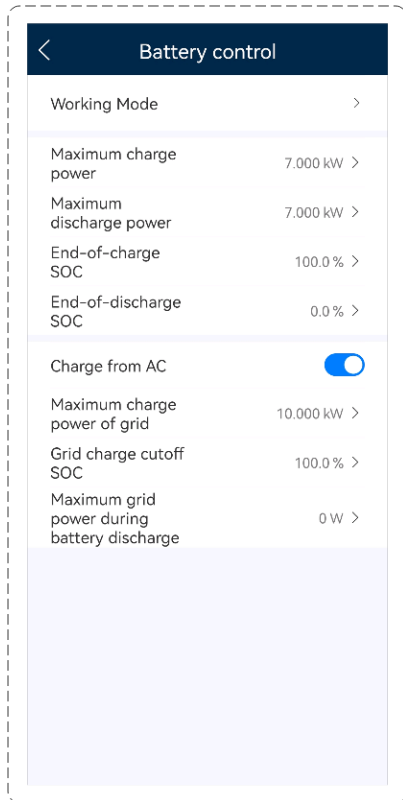 Battery control
Working Mode
Maximum charge
power
7.000 kW
Maximum
discharge power
7.000 kW
End-of-charge
SOC
100.0 %
End-of-discharge
SOC
0.0 %
Charge from AC
Maximum charge
power of grid
10.000 kW
Grid charge cutoff
SOC
100.0 %
Maximum grid
power during
battery discharge
0 W